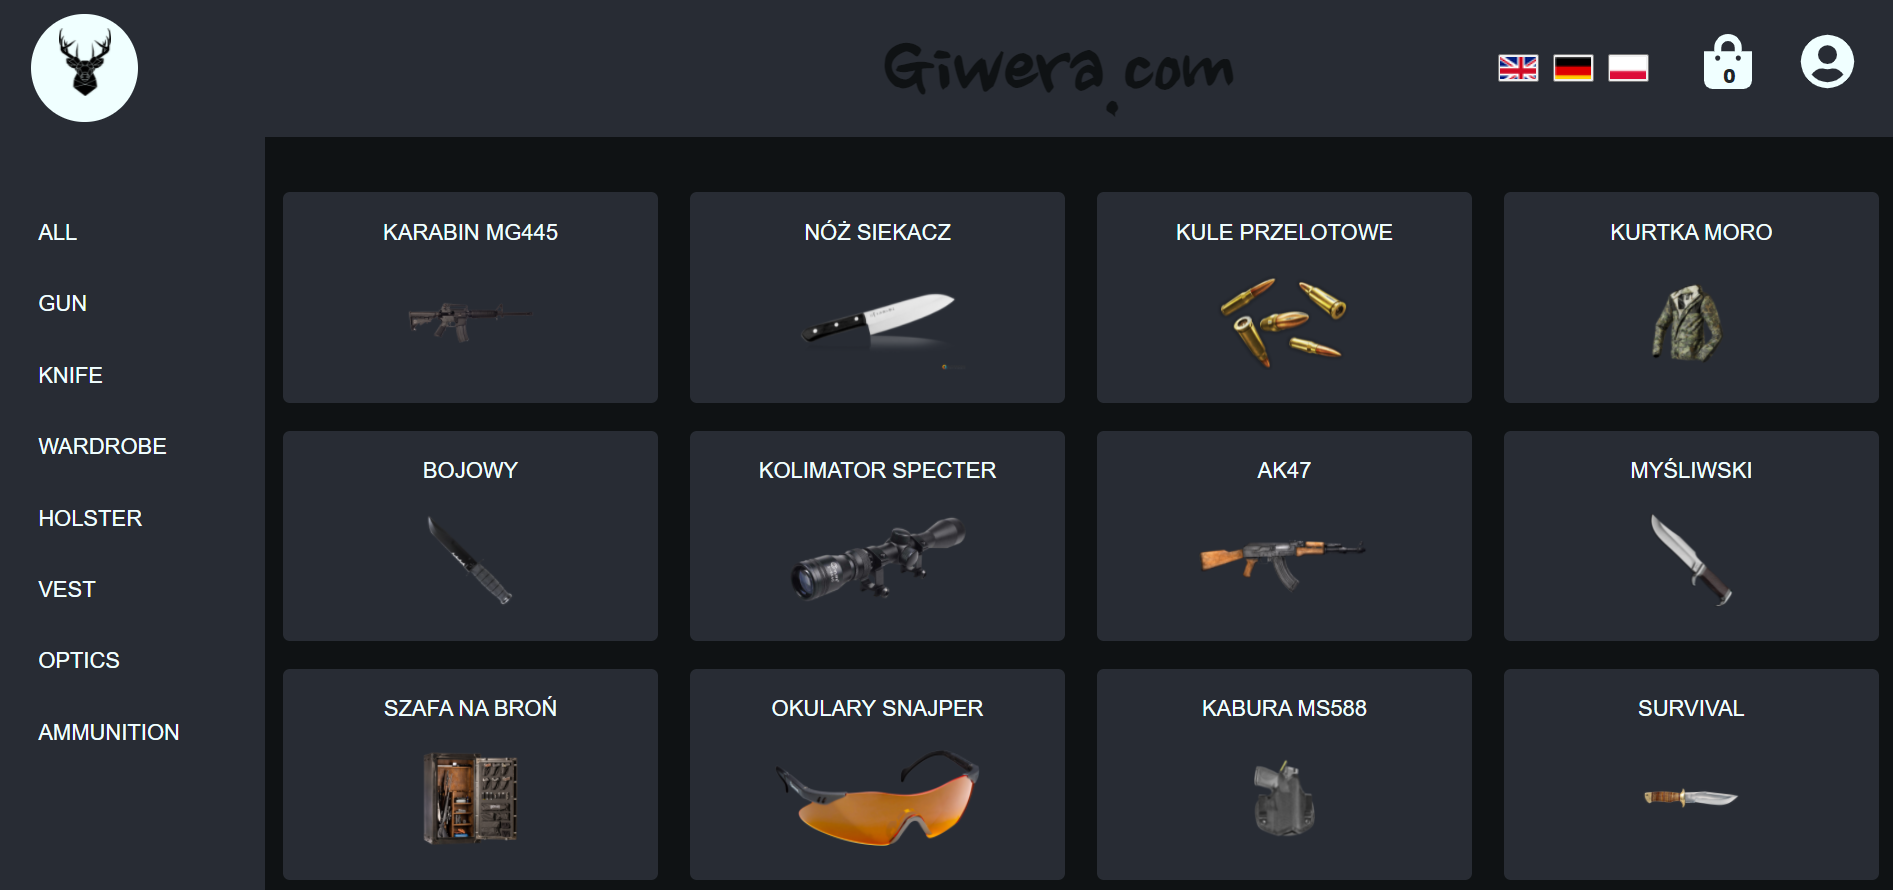 Giwera.com
0
ALL
GUN
KNIFE
WARDROBE
HOLSTER
VEST
OPTICS
AMMUNITION
KARABIN MG445
NÓŻ SIEKACZ
KULE PRZELOTOWE
KURTKA MORO
BOJOWY
KOLIMATOR SPECTER
AK47
MYŚLIWSKI
SZAFA NA BROŃ
OKULARY SNAJPER
KABURA MS588
SURVIVAL